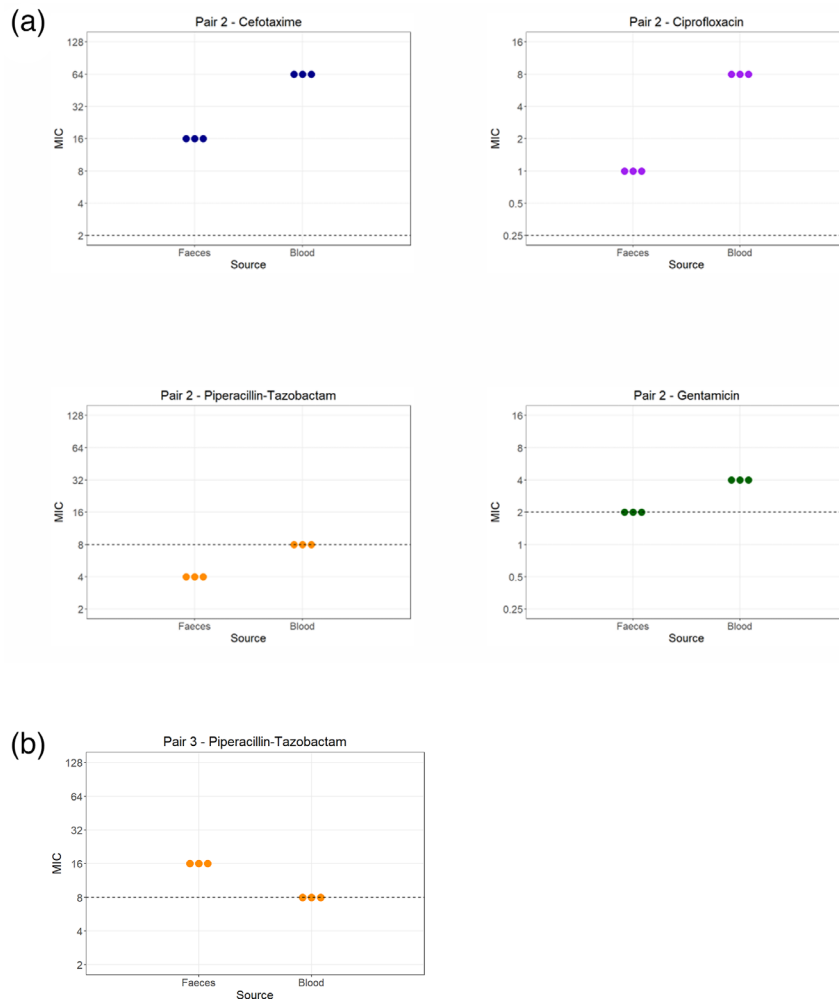 (a)
Pair 2 - Cefotaxime
128
64
32
16
8
4
2
MIC
Faeces Blood
Source
Pair 2 - Ciprofloxacin
16
8
4
2
1
0.5
0.25
MIC
Faeces Blood
Source
Pair 2 - Piperacillin-Tazobactam
128
64
32
16
8
4
2
MIC
Faeces Blood
Source
Pair 2 - Gentamicin
16
8
4
2
1
0.5
0.25
MIC
Faeces Blood
Source
(b)
Pair 3 - Piperacillin-Tazobactam
128
64
32
16
8
4
2
MIC
Faeces Blood
Source